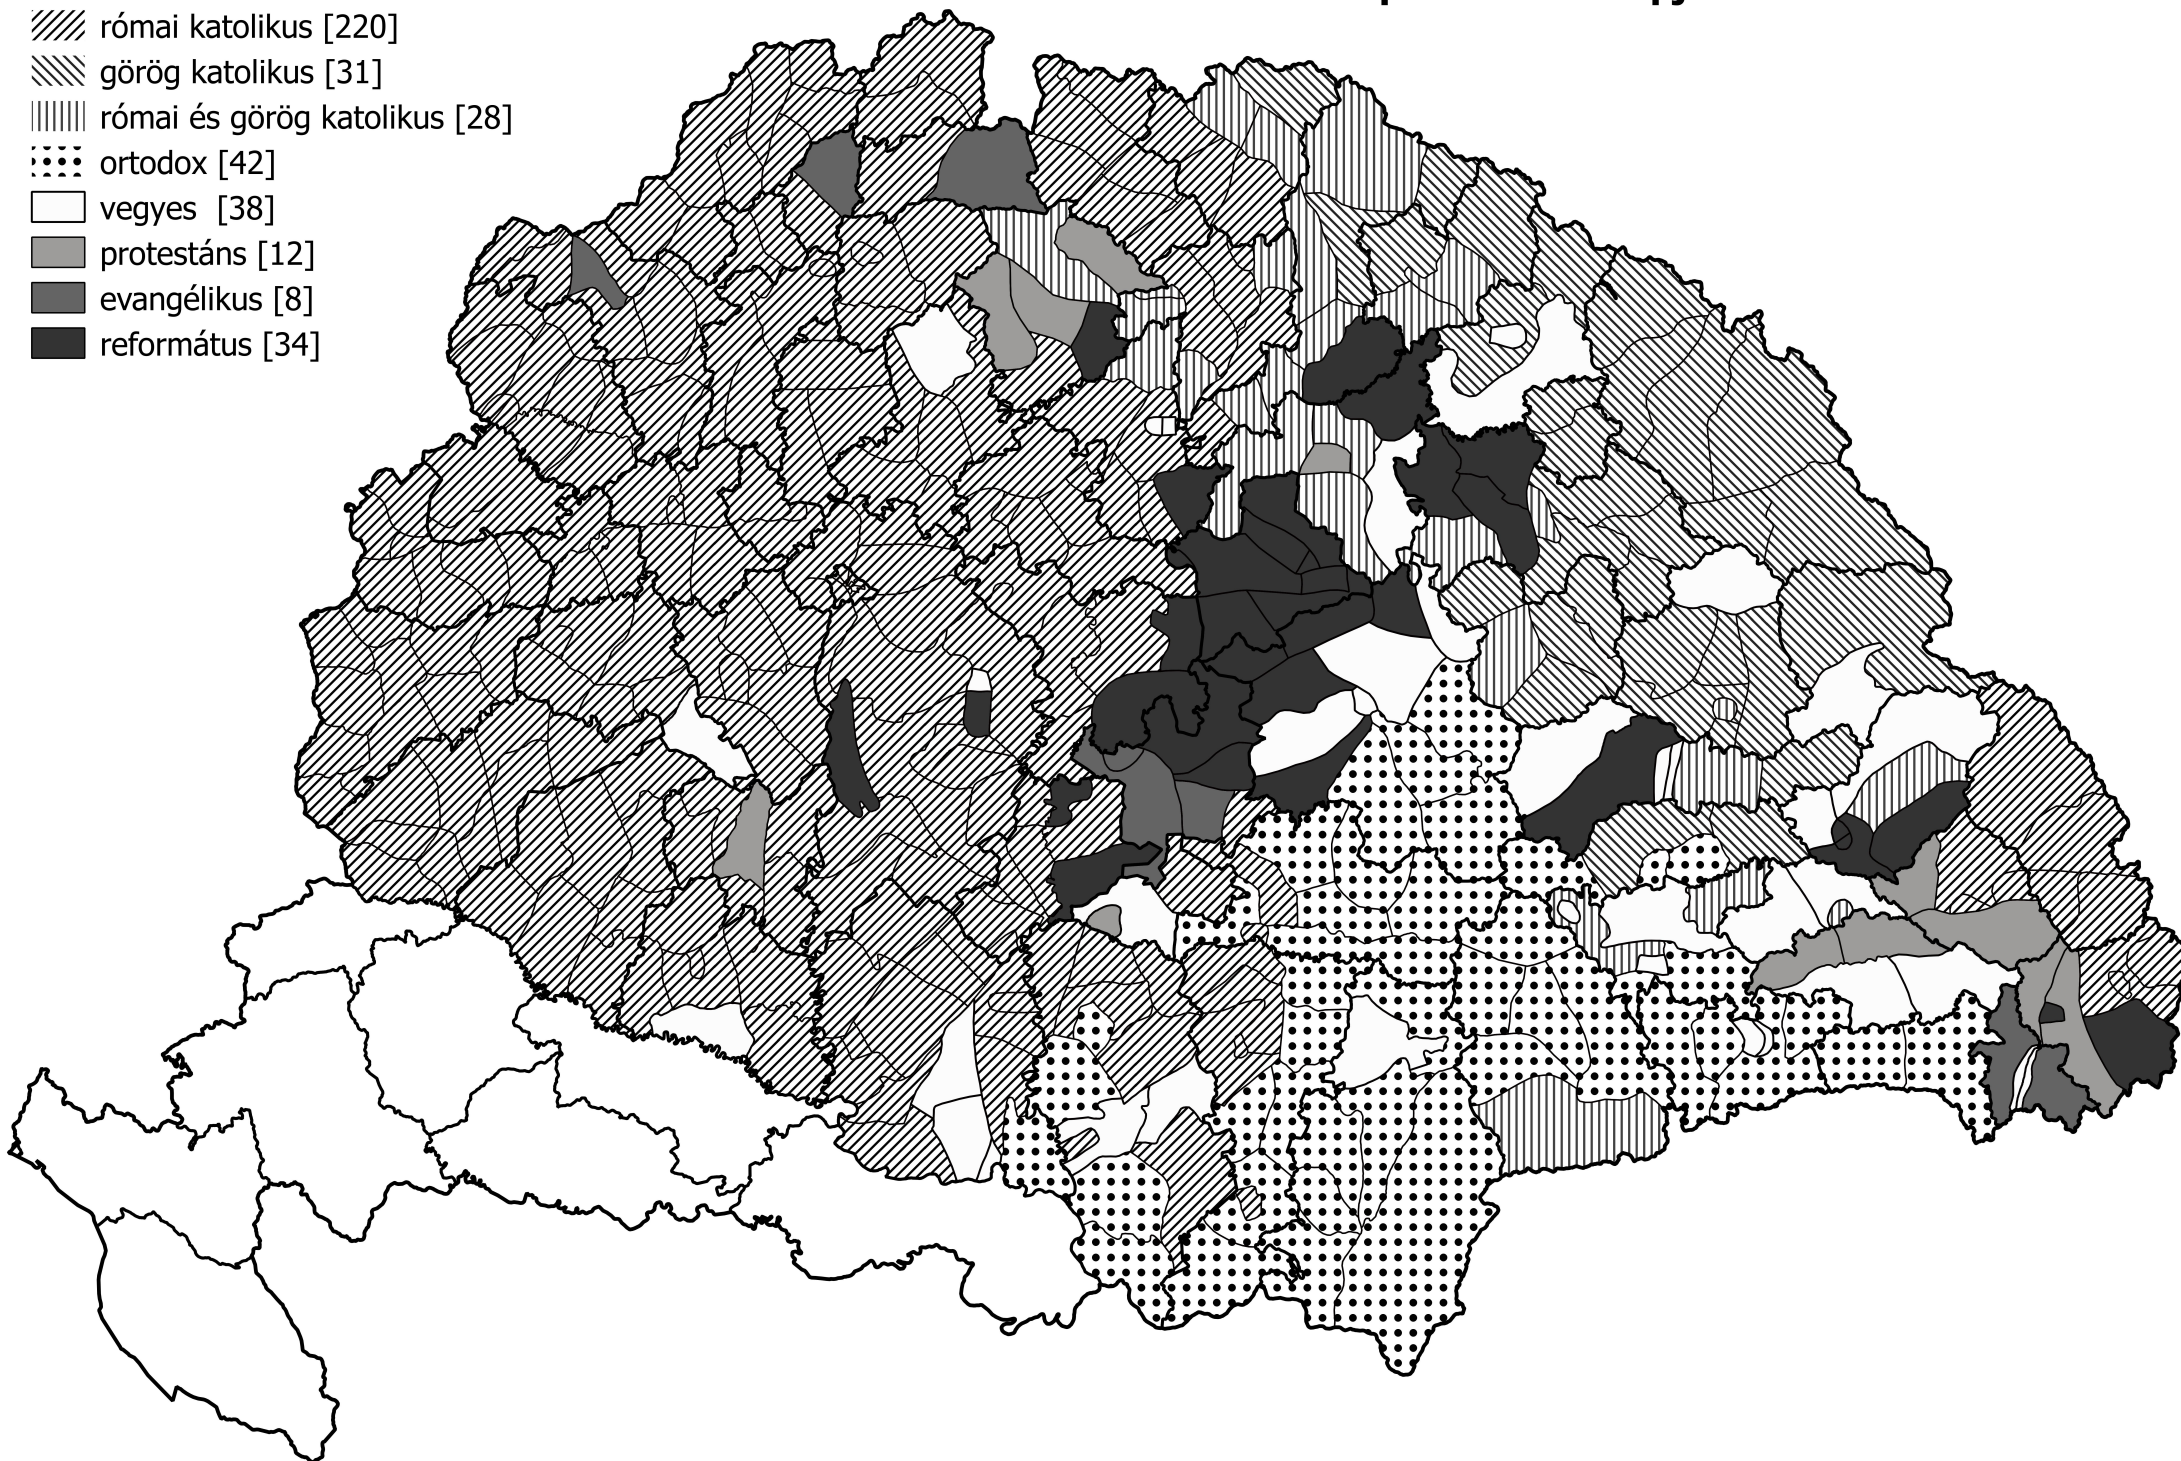 római katolikus [220]
görög katolikus [31]
római és görög katolikus [28]
ortodox [42]
vegyes [38]
protestáns [12]
evangélikus [8]
református [34]